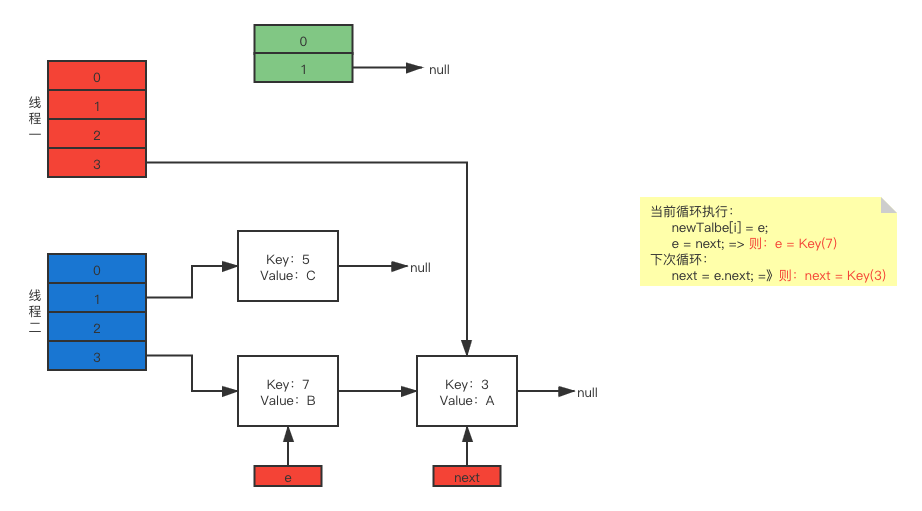 0
1
null
线程一
0
1
2
3
线程二
0
1
2
3
Key：5
Value：C
null
Key：7
Value：B
Key：3
Value：A
null
e
next
当前循环执行：
newTalbe[i] = e;
e = next; => 则：e = Key(7)
下次循环：
next = e.next; =》则：next = Key(3)